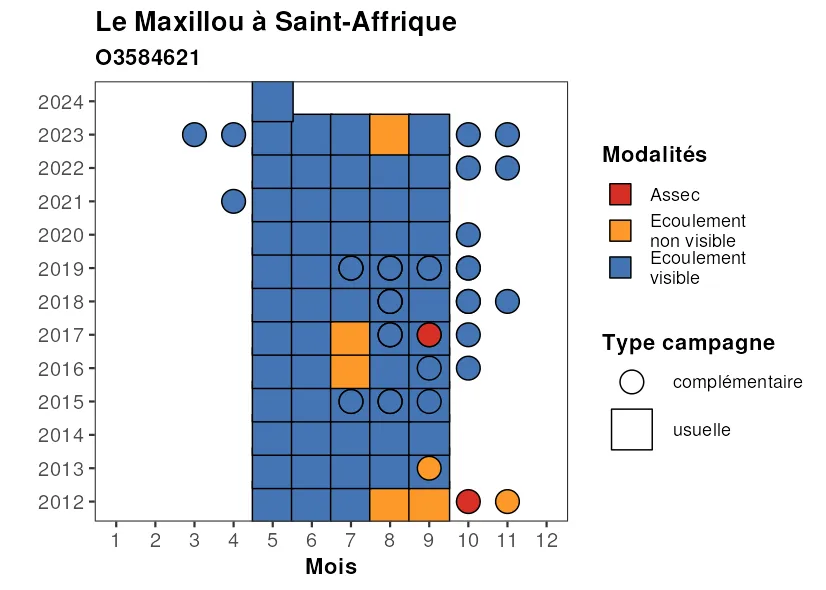 Le Maxillou à Saint-Affrique
O3584621
2024
2023
2022
2021
2020
2019
2018
2017
2016
2015
2014
2013
2012
1 2 3 4 5 6 7 8 9 10 11 12
Mois
Modalités
Assec
Ecoulement
non visible
Ecoulement
visible
Type campagne
complémentaire
usuelle